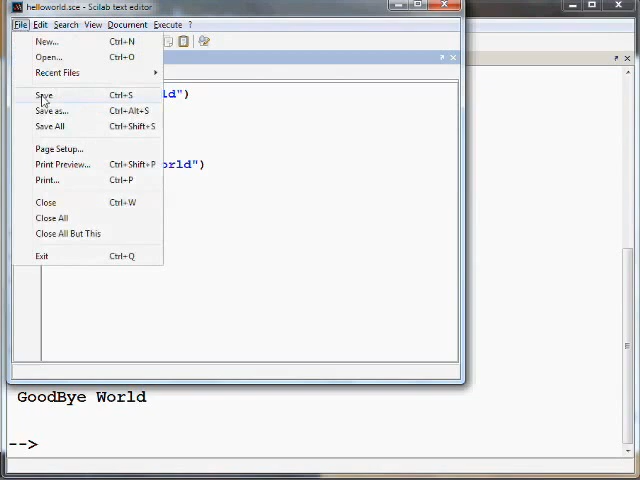 helloworld.sce - Scilab text editor
File Edit Search View Document Execute ?
New... Ctrl+N
Open... Ctrl+O
Recent Files
Save Ctrl+S
ld")
Save as... Ctrl+Alt+S
Save All Ctrl+Shift+S
Page Setup...
Print Preview... Ctrl+Shift+P
orld")
Print... Ctrl+P
Close Ctrl+W
Close All
Close All But This
Exit Ctrl+Q
GoodBye World
-->